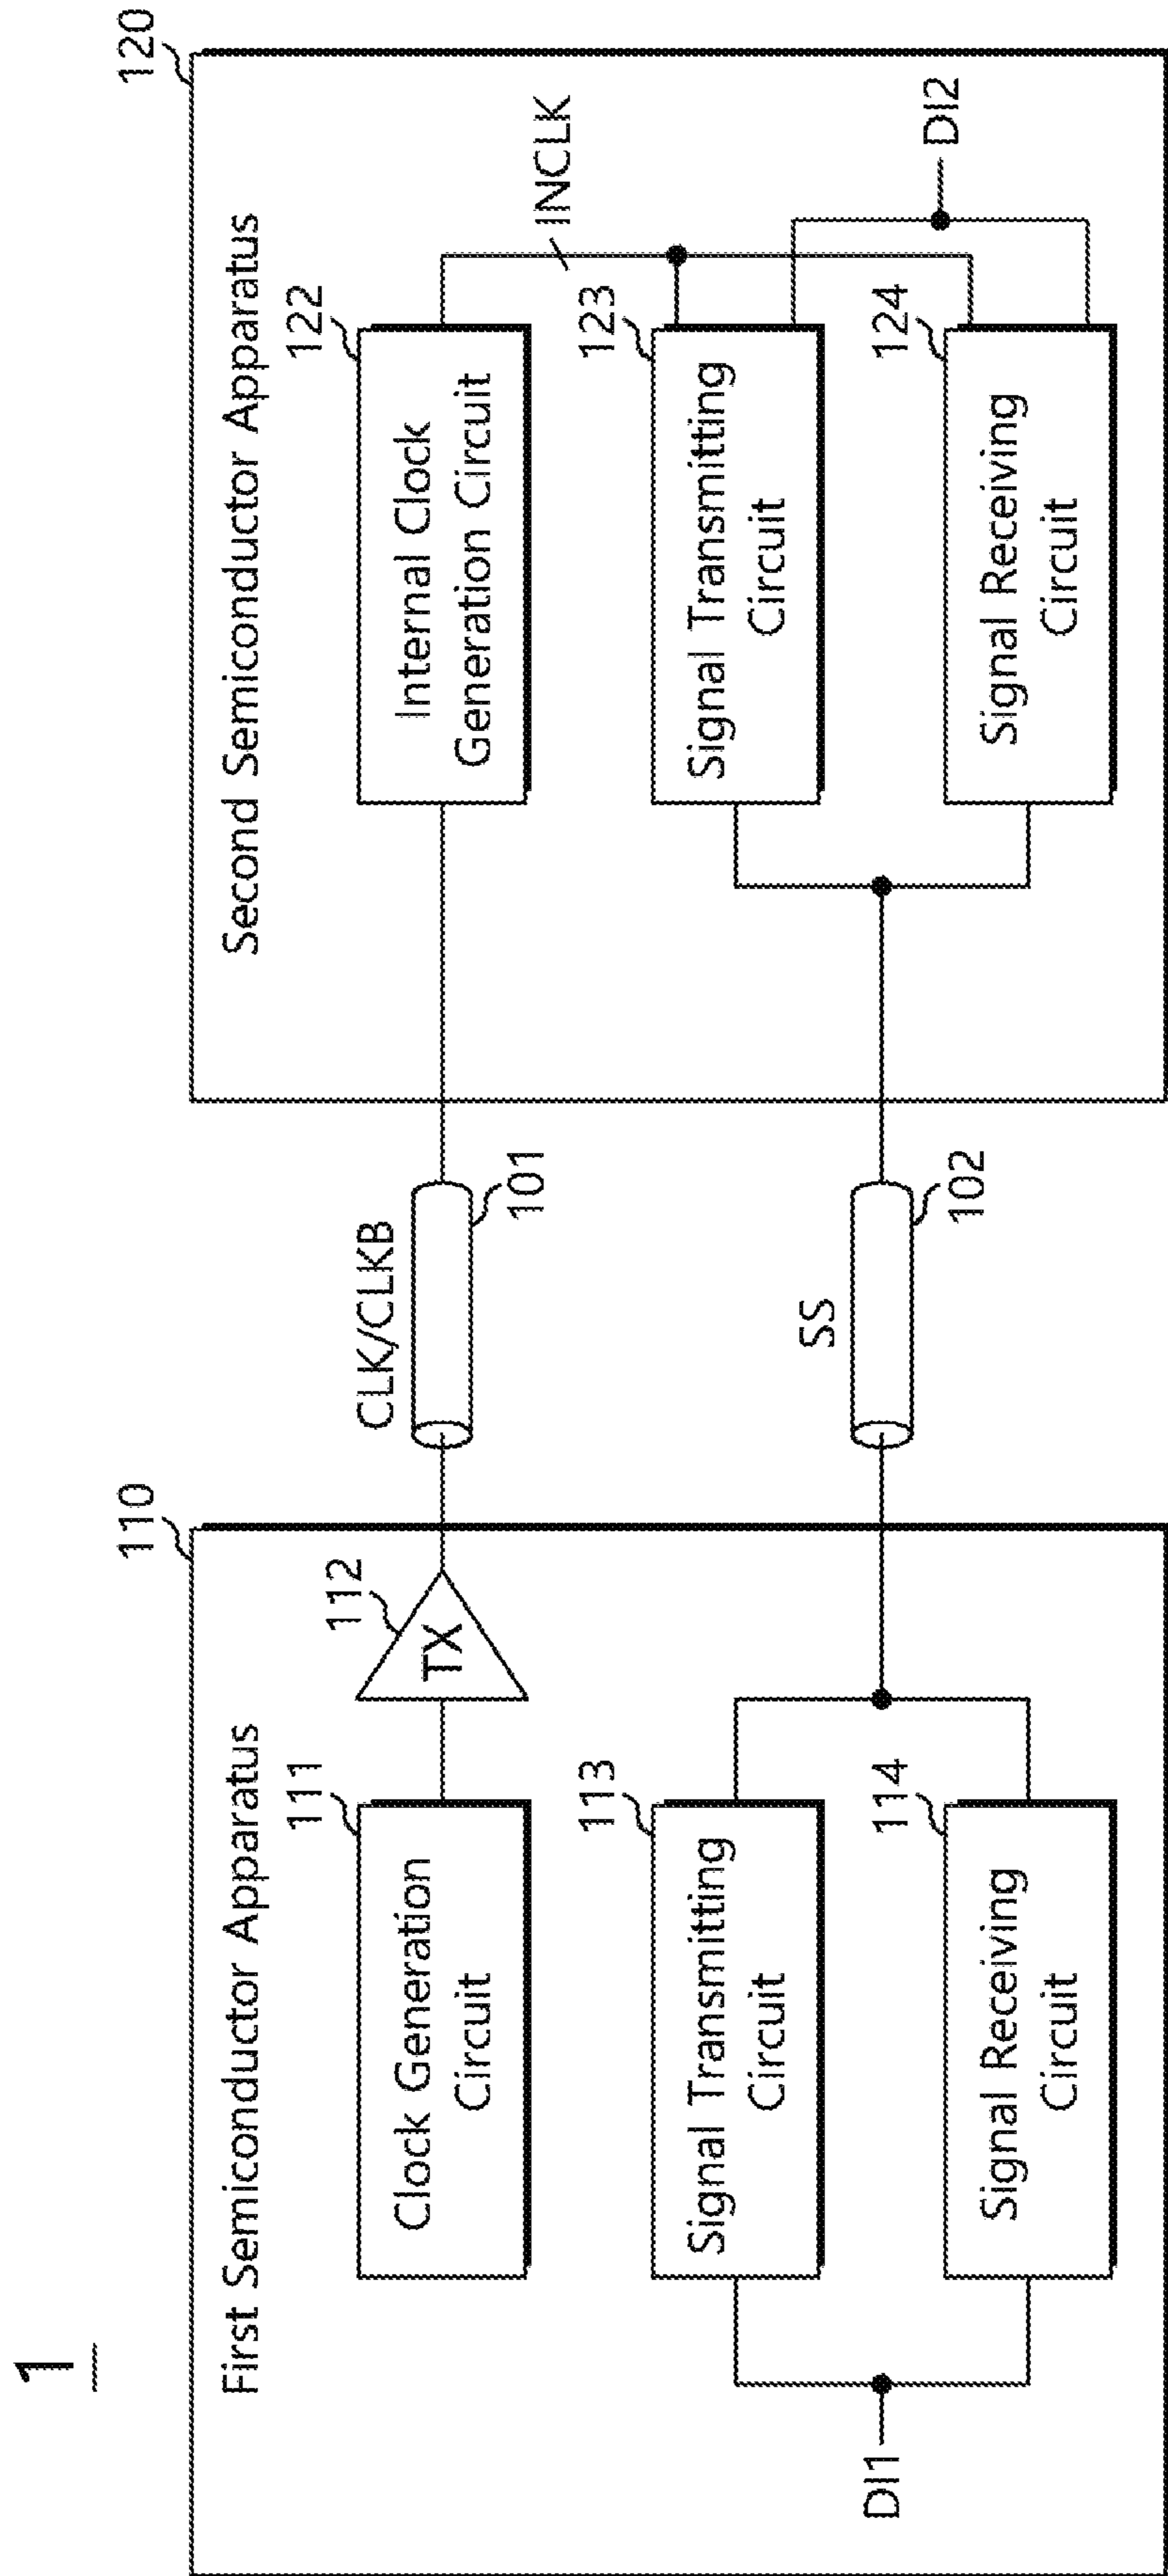 1
110
First Semiconductor Apparatus
111
Clock Generation
Circuit
112
TX
113
Signal Transmitting
Circuit
114
Signal Receiving
Circuit
DI1
CLK/CLKB
101
SS
102
120
Second Semiconductor Apparatus
122
Internal Clock
Generation Circuit
INCLK
123
Signal Transmitting
Circuit
124
Signal Receiving
Circuit
DI2